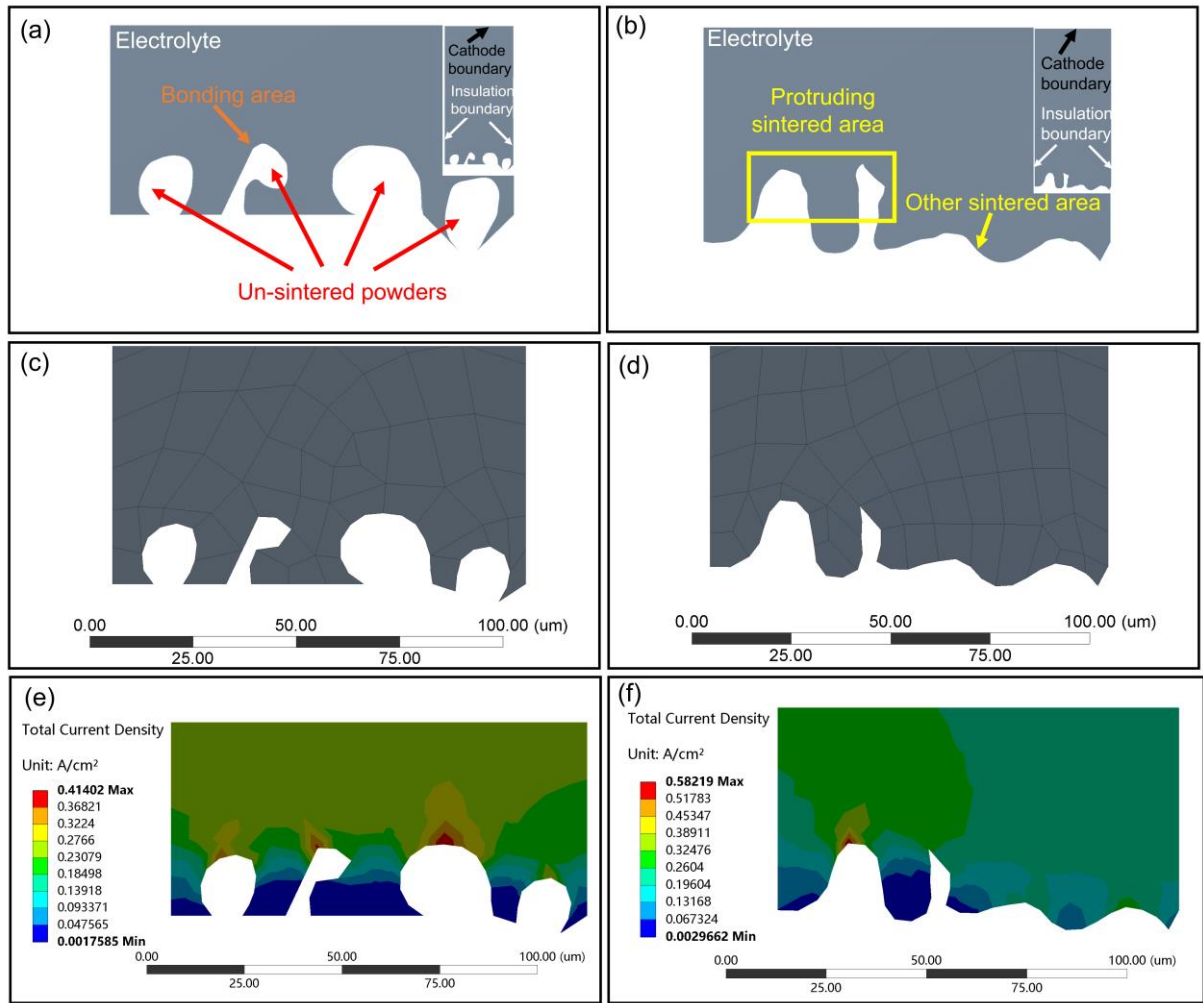 (a)
Electrolyte
Cathode
boundary
Bonding area
Insulation
boundary
Un-sintered powders
(b)
Electrolyte
Cathode
boundary
Protruding
sintered area
Insulation
boundary
Other sintered area
(c)
0.00 50.00 100.00 (um)
25.00 75.00
(d)
0.00 50.00 100.00 (um)
25.00 75.00
(e)
Total Current Density
Unit: A/cm²
0.41402 Max
0.36821
0.3224
0.2766
0.23079
0.18498
0.13918
0.093371
0.047565
0.0017585 Min
0.00 50.00 100.00 (um)
25.00 75.00
(f)
Total Current Density
Unit: A/cm²
0.58219 Max
0.51783
0.45347
0.38911
0.32476
0.2604
0.19604
0.13168
0.067324
0.0029662 Min
0.00 50.00 100.00 (um)
25.00 75.00